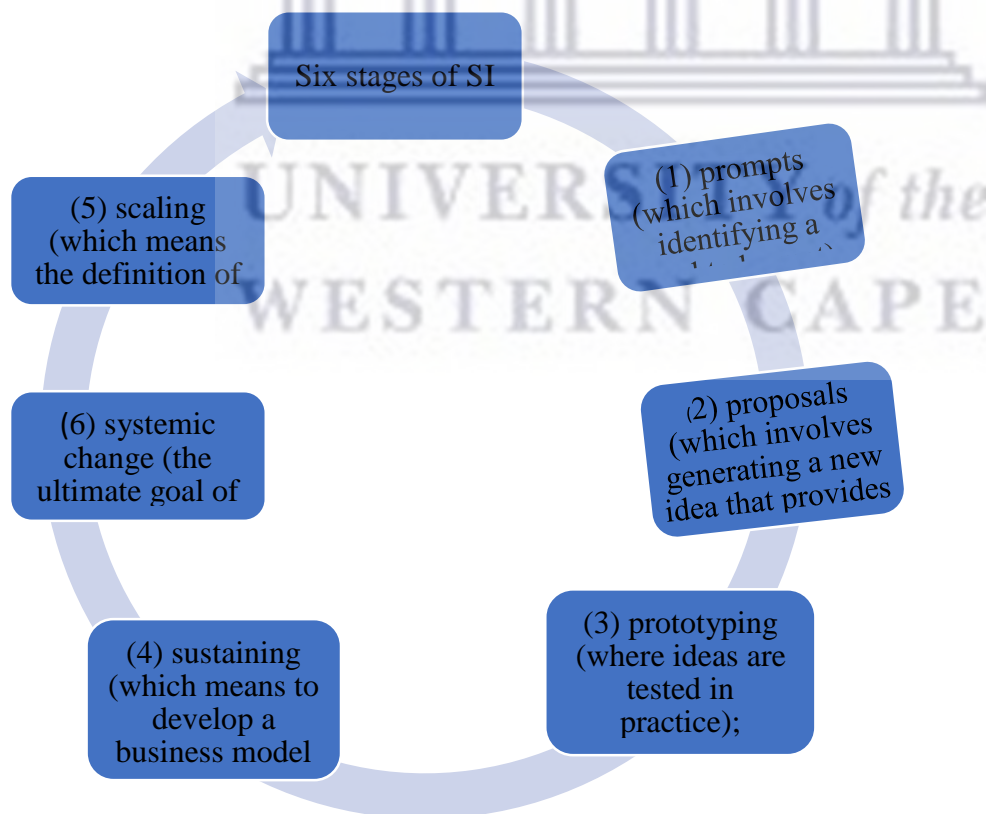 Six stages of SI
UNIVERSITY of the
WESTERN CAPE
(1) prompts
(which involves
identifying a
(2) proposals
(which involves
generating a new
idea that provides
(3) prototyping
(where ideas are
tested in
practice);
(4) sustaining
(which means to
develop a
business model
(6) systemic
change (the
ultimate goal of
(5) scaling
(which means
the definition of